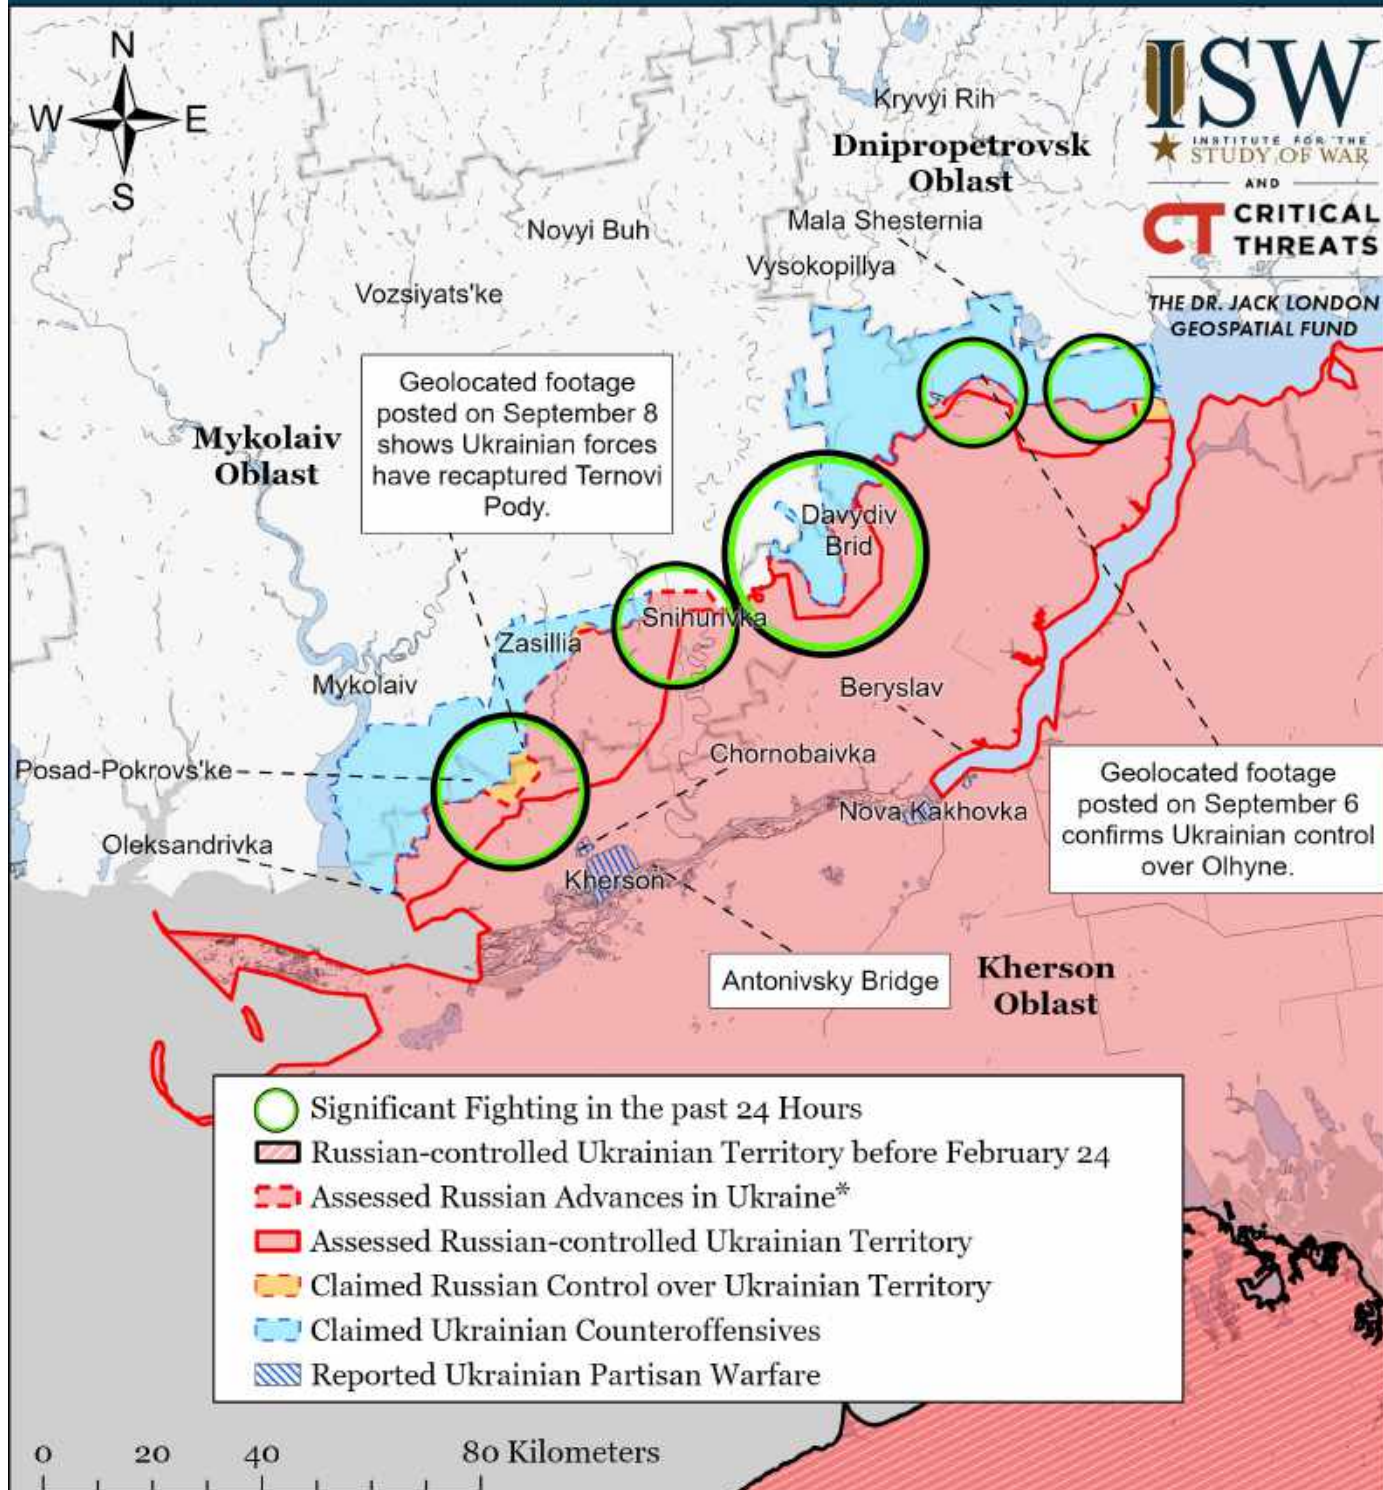 N
W
E
S
ISW
INSTITUTE FOR THE
STUDY OF WAR
AND
CT CRITICAL
THREATS
THE DR. JACK LONDON
GEOSPATIAL FUND
Kryvyi Rih
Dnipropetrovsk
Oblast
Mala Shesternia
Novyi Buh
Vysokopillya
Vozsiyats'ke
Geolocated footage
posted on September 8
shows Ukrainian forces
have recaptured Ternovi
Pody.
Mykolaiv
Oblast
Davydiv
Brid
Snihurivka
Zasillia
Mykolaiv
Beryslav
Chornobaivka
Posad-Pokrovs'ke
Geolocated footage
posted on September 6
confirms Ukrainian control
over Olhyne.
Nova Kakhovka
Oleksandrivka
Kherson
Antonivsky Bridge
Kherson
Oblast
Significant Fighting in the past 24 Hours
Russian-controlled Ukrainian Territory before February 24
Assessed Russian Advances in Ukraine*
Assessed Russian-controlled Ukrainian Territory
Claimed Russian Control over Ukrainian Territory
Claimed Ukrainian Counteroffensives
Reported Ukrainian Partisan Warfare
0 20 40 80 Kilometers